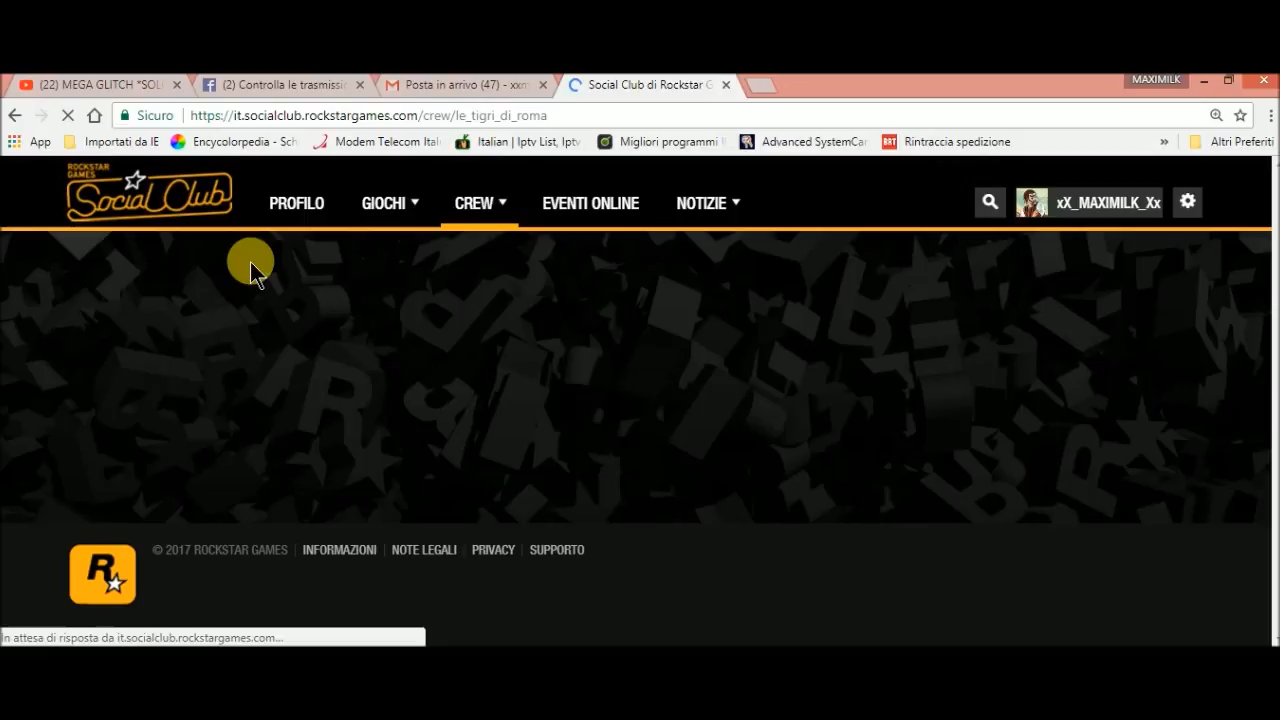 MAXIMILK
(22) MEGA GLITCH *SOL
(2) Controlla le trasmissi
Posta in arrivo (47) - xxm
Social Club di Rockstar G
Sicuro https://it.socialclub.rockstargames.com/crew/le_tigri_di_roma
App Importati da IE Encycolorpedia - Sch Modem Telecom Ital Italian | Iptv List, Iptv Migliori programmi Advanced SystemCar BRT Rintraccia spedizione » Altri Preferiti
ROCKSTAR
GAMES
Social Club
PROFILO GIOCHI CREW EVENTI ONLINE NOTIZIE xX_MAXIMILK_Xx
© 2017 ROCKSTAR GAMES | INFORMAZIONI | NOTE LEGALI | PRIVACY | SUPPORTO
R
In attesa di risposta da it.socialclub.rockstargames.com...